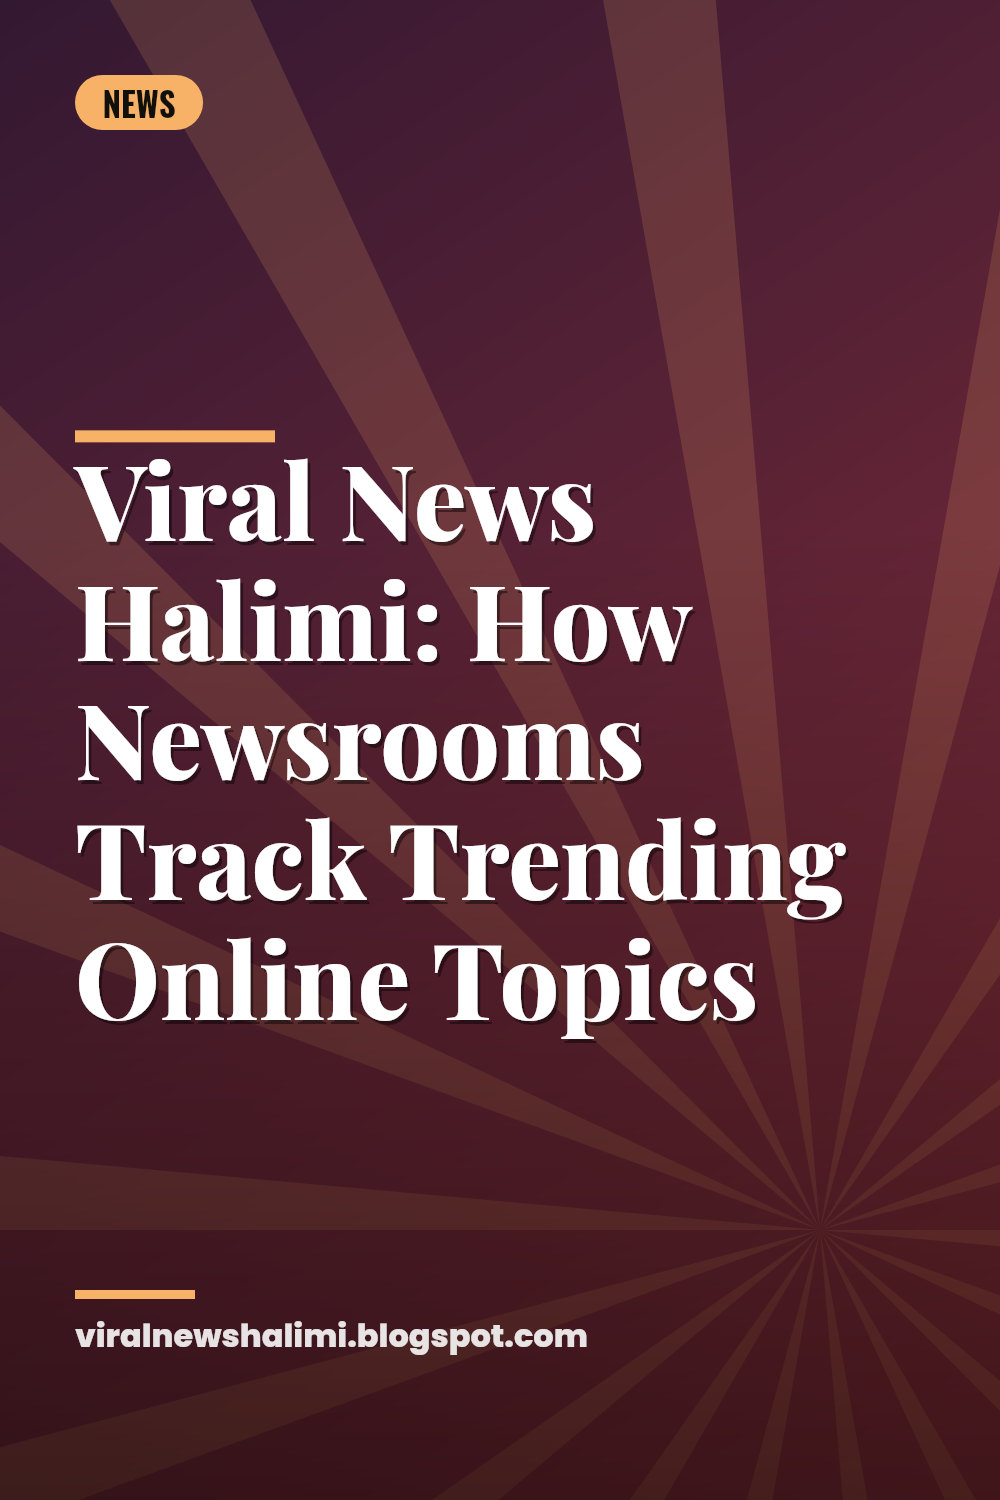 NEWS
Viral News
Halimi: How
Newsrooms
Track Trending
Online Topics
viralnewshalimi.blogspot.com